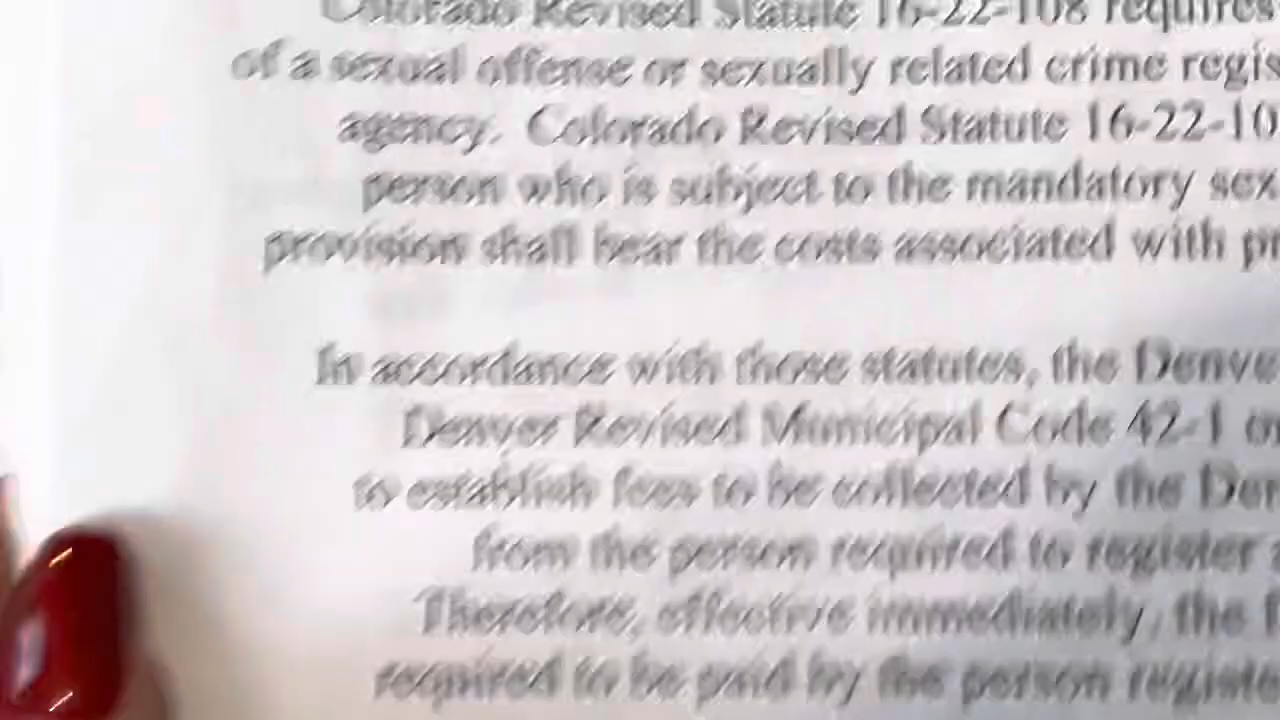 Colorado Revised Statute 16-22-108 requires
of a sexual offense or sexually related crime regis
agency. Colorado Revised Statute 16-22-10
person who is subject to the mandatory sex
provision shall bear the costs associated with pr
In accordance with those statutes, the Denve
Denver Revised Municipal Code 42-1
to establish fees to be collected by the Den
from the person required to register
Therefore, effective immediately, the
required to be paid by the person registe